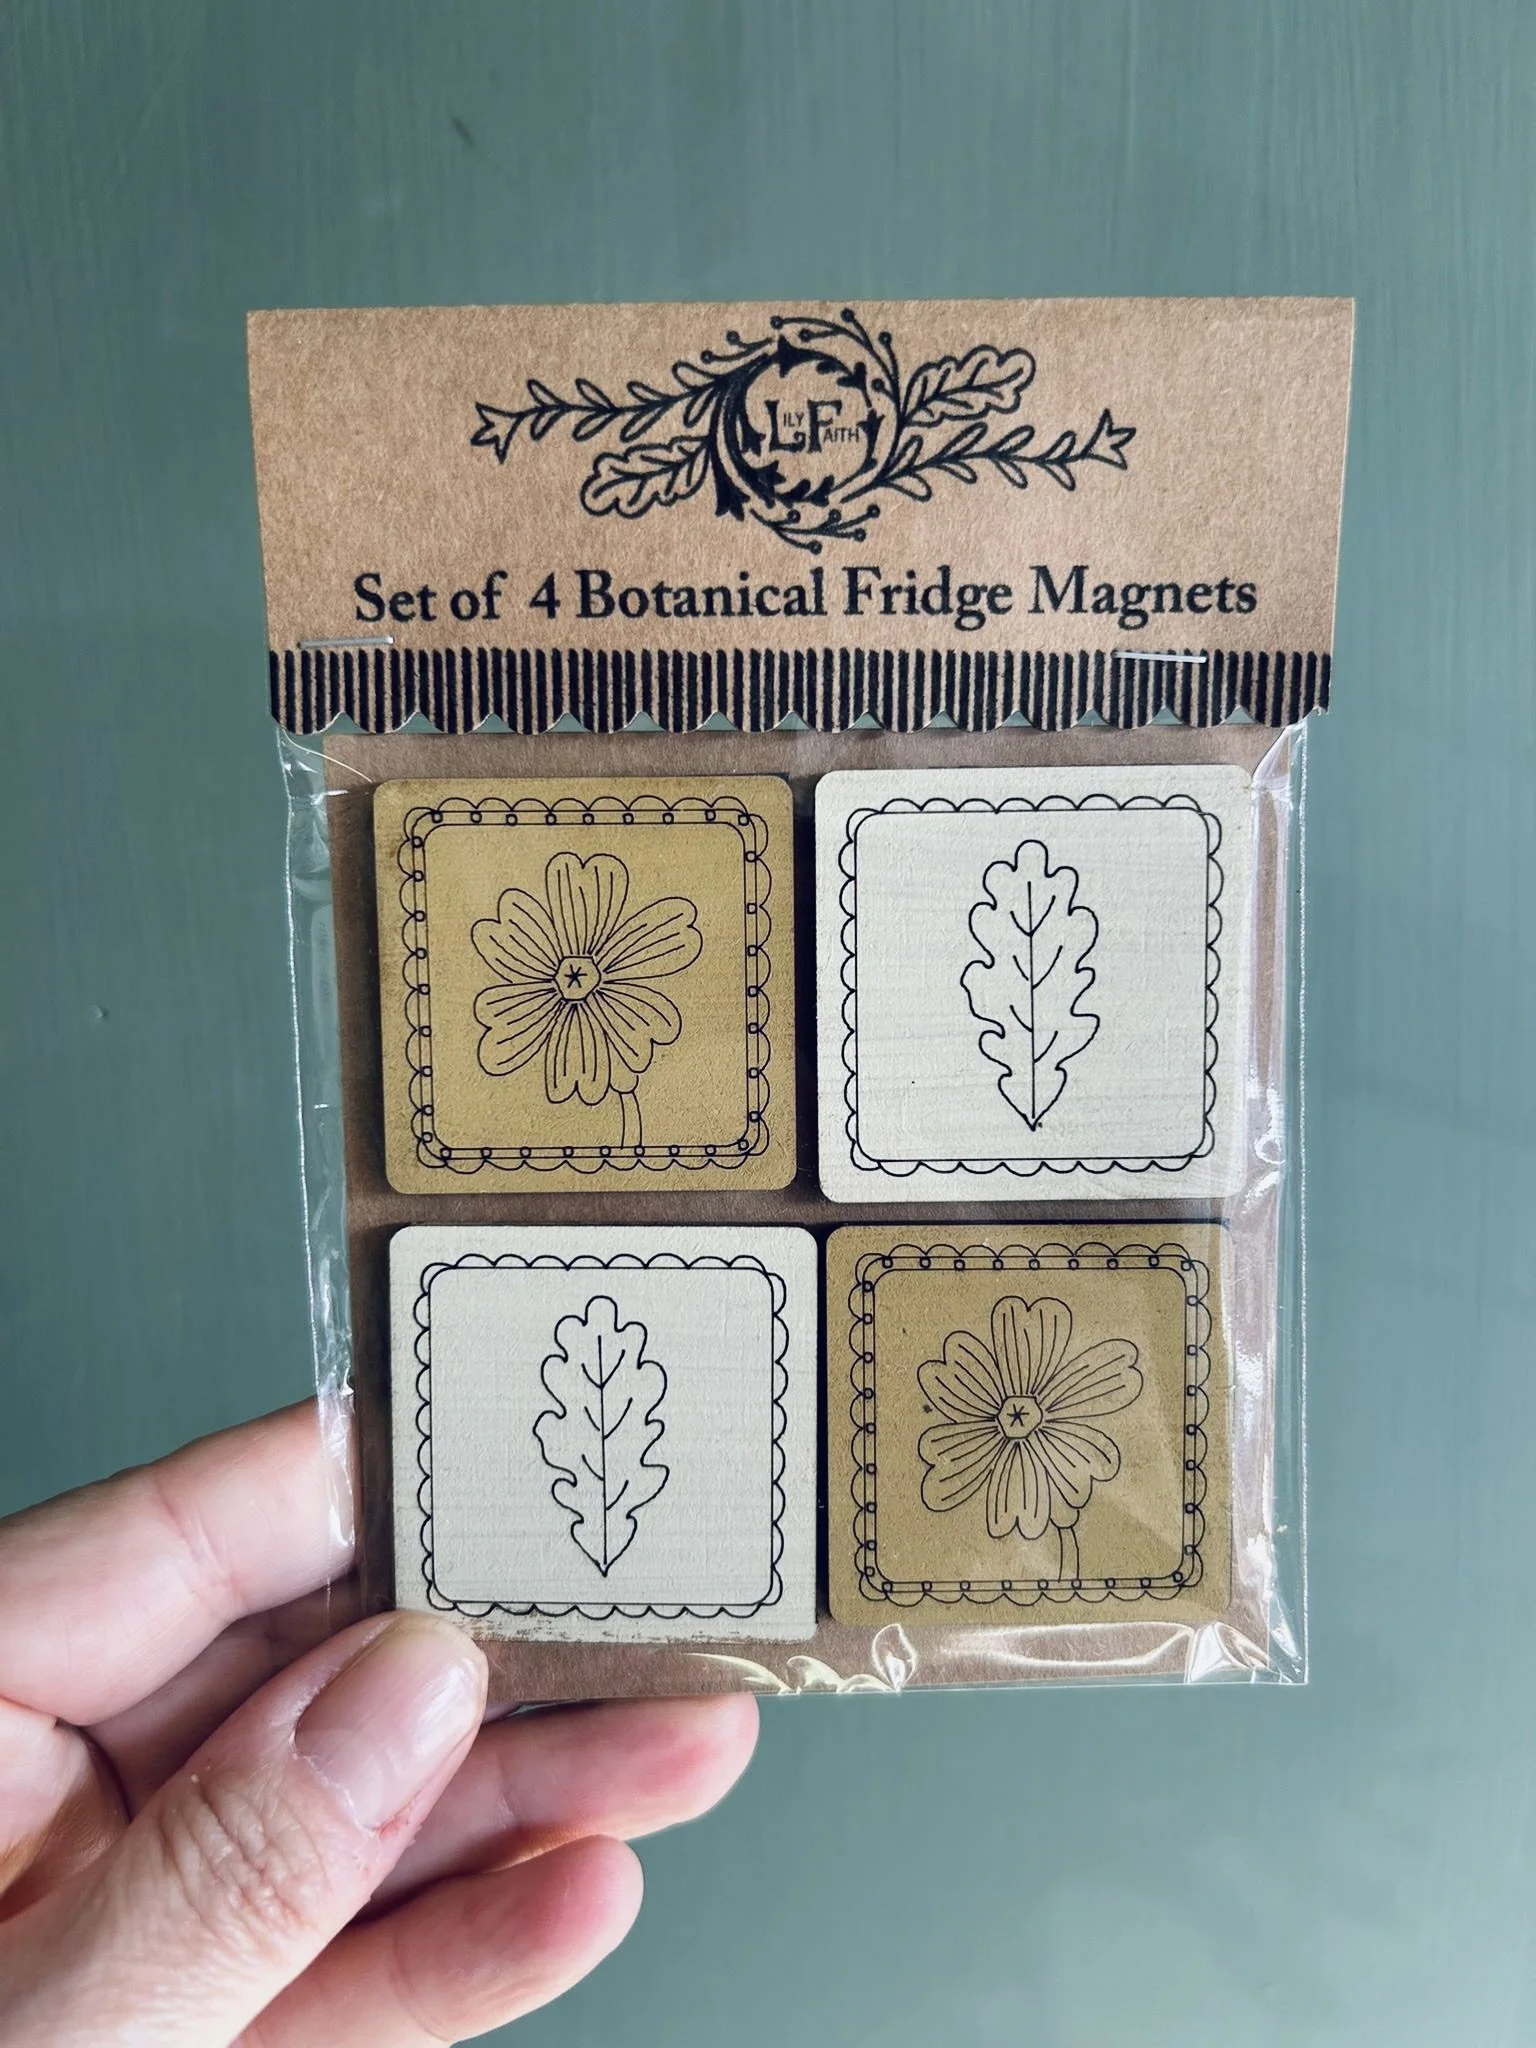 LILY
FAITH
Set of 4 Botanical Fridge Magnets